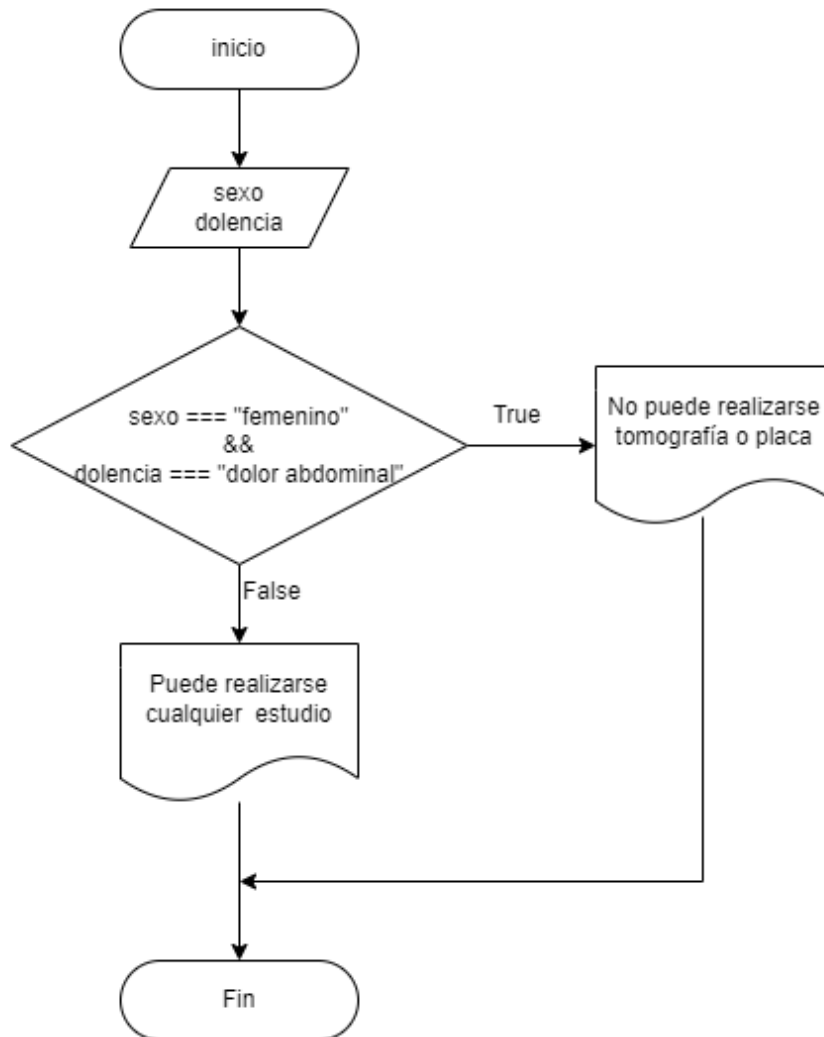 inicio
sexo
dolencia
sexo === "femenino"
&&
dolencia === "dolor abdominal"
True
No puede realizarse
tomografía o placa
False
Puede realizarse
cualquier estudio
Fin